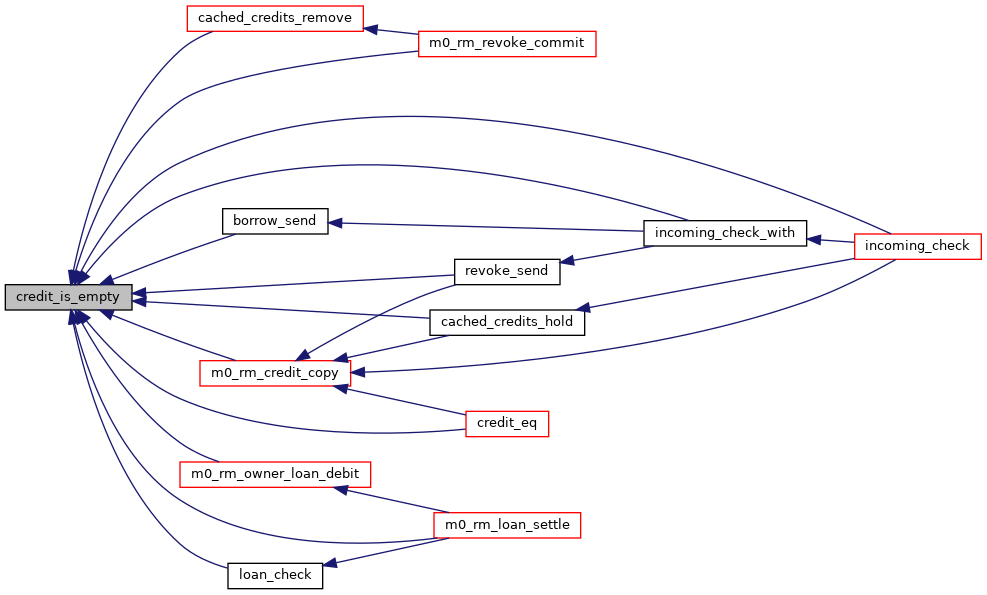 cached_credits_remove
m0_rm_revoke_commit
borrow_send
incoming_check_with
incoming_check
revoke_send
credit_is_empty
cached_credits_hold
m0_rm_credit_copy
credit_eq
m0_rm_owner_loan_debit
m0_rm_loan_settle
loan_check